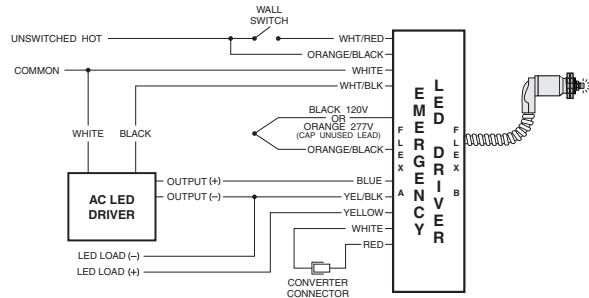 WALL
SWITCH
UNSWITCHED HOT
WHT/RED
ORANGE/BLACK
COMMON
WHITE
WHT/BLK
BLACK 120V
OR
ORANGE 277V
(CAP UNUSED LEAD)
ORANGE/BLACK
WHITE
BLACK
AC LED
DRIVER
OUTPUT (+)
BLUE
OUTPUT (–)
YEL/BLK
YELLOW
WHITE
RED
LED LOAD (–)
LED LOAD (+)
CONVERTER
CONNECTOR
FLEX A
EMERGENCY
LED DRIVER
FLEX B